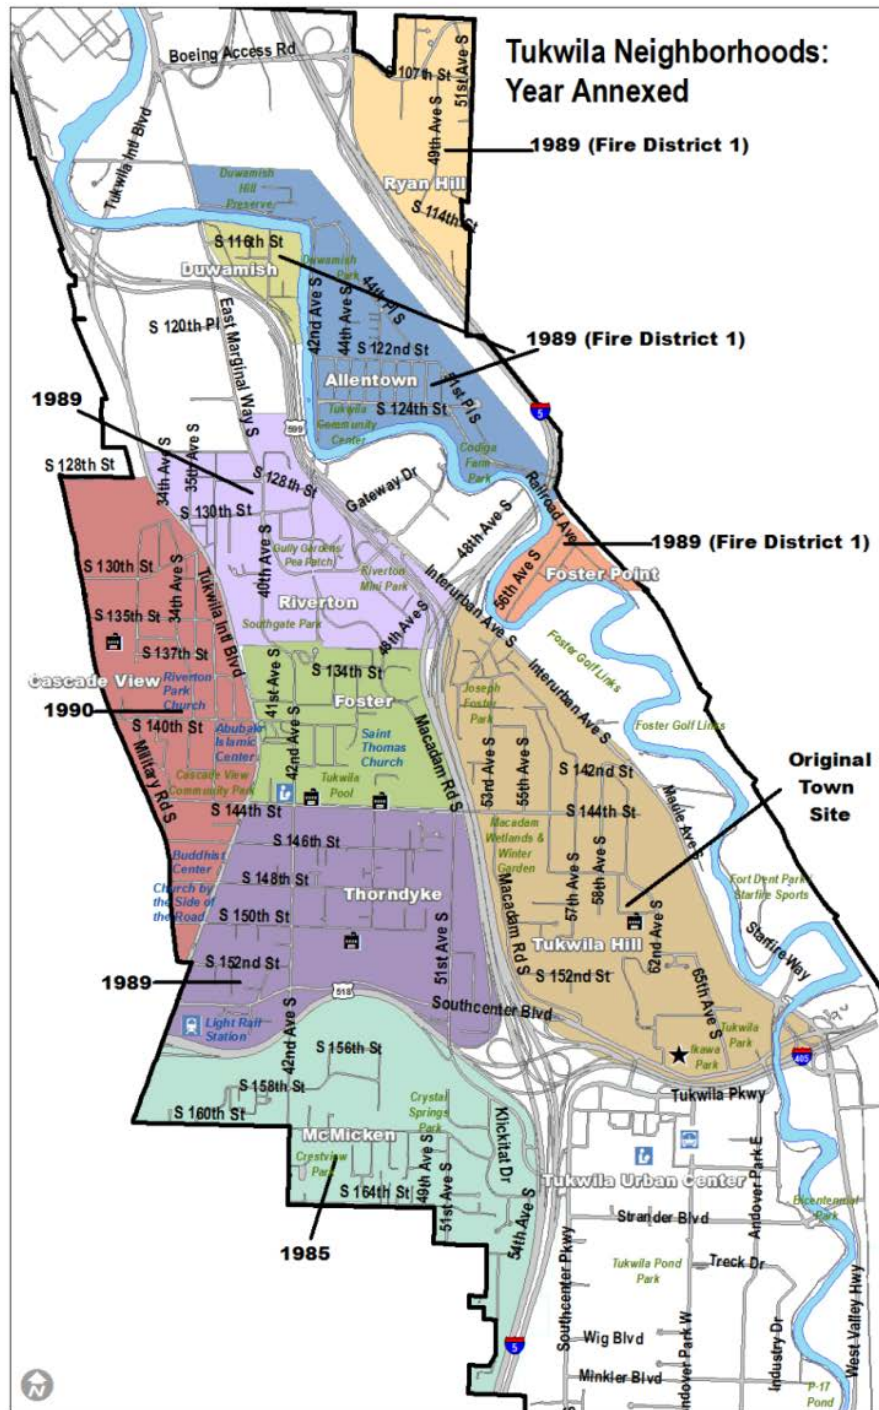 Tukwila Neighborhoods:
Year Annexed
Boeing Access Rd
S 107th St
51st Ave S
49th Ave S
Tukwila Intl Blvd
1989 (Fire District 1)
Ryan Hill
S 114th St
Duwamish
Hill
Preserve
S 116th St
Duwamish
Duwamish
Park
44th Pl S
42nd Ave S
44th Ave S
S 120th Pl
East Marginal Way S
S 122nd St
1989 (Fire District 1)
Allentown
51st Pl S
S 124th St
Tukwila
Community
Center
1989
5
599
Codiga
Farm
Park
S 128th St
34th Ave S
35th Ave S
S 128th St
Gateway Dr
Railroad Ave
S 130th St
48th Ave S
1989 (Fire District 1)
40th Ave S
Gully Gardens/
Pea Patch
Riverton
Mini Park
Interurban Ave S
56th Ave S
Foster Point
S 130th St
34th Ave S
Tukwila Intl Blvd
Riverton
Southgate Park
48th Ave S
S 135th St
S 137th St
Cascade View
Riverton
Park
Church
41st Ave S
S 134th St
Foster
Foster Golf Links
Interurban Ave S
Joseph
Foster
Park
1990
S 140th St
Abubakr
Islamic
Center
42nd Ave S
Saint
Thomas
Church
Macadam Rd S
Foster Golf Links
Military Rd S
Cascade View
Community Park
Tukwila
Pool
53rd Ave S
55th Ave S
S 142nd St
Original
Town
Site
S 144th St
S 144th St
Maule Ave S
S 146th St
Macadam
Wetlands &
Winter
Garden
Buddhist
Center
S 148th St
Thorndyke
57th Ave S
58th Ave S
Fort Dent Park /
Starfire Sports
Church by
the Side of
the Road
S 150th St
Macadam Rd S
Tukwila Hill
62nd Ave S
Starfire Way
S 152nd St
51st Ave S
S 152nd St
65th Ave S
1989
518
Southcenter Blvd
Light Rail
Station
42nd Ave S
Tukwila
Park
Ikawa
Park
405
S 156th St
S 158th St
S 160th St
Crystal
Springs
Park
Klickitat Dr
Tukwila Pkwy
McMicken
Crestview
Park
49th Ave S
51st Ave S
S 164th St
54th Ave S
Tukwila Urban Center
Andover Park E
Bicentennial
Park
Strander Blvd
1985
Southcenter Pkwy
Tukwila Pond
Park
Treck Dr
West Valley Hwy
5
Wig Blvd
Andover Park W
Industry Dr
Minkler Blvd
P-17
Pond
N